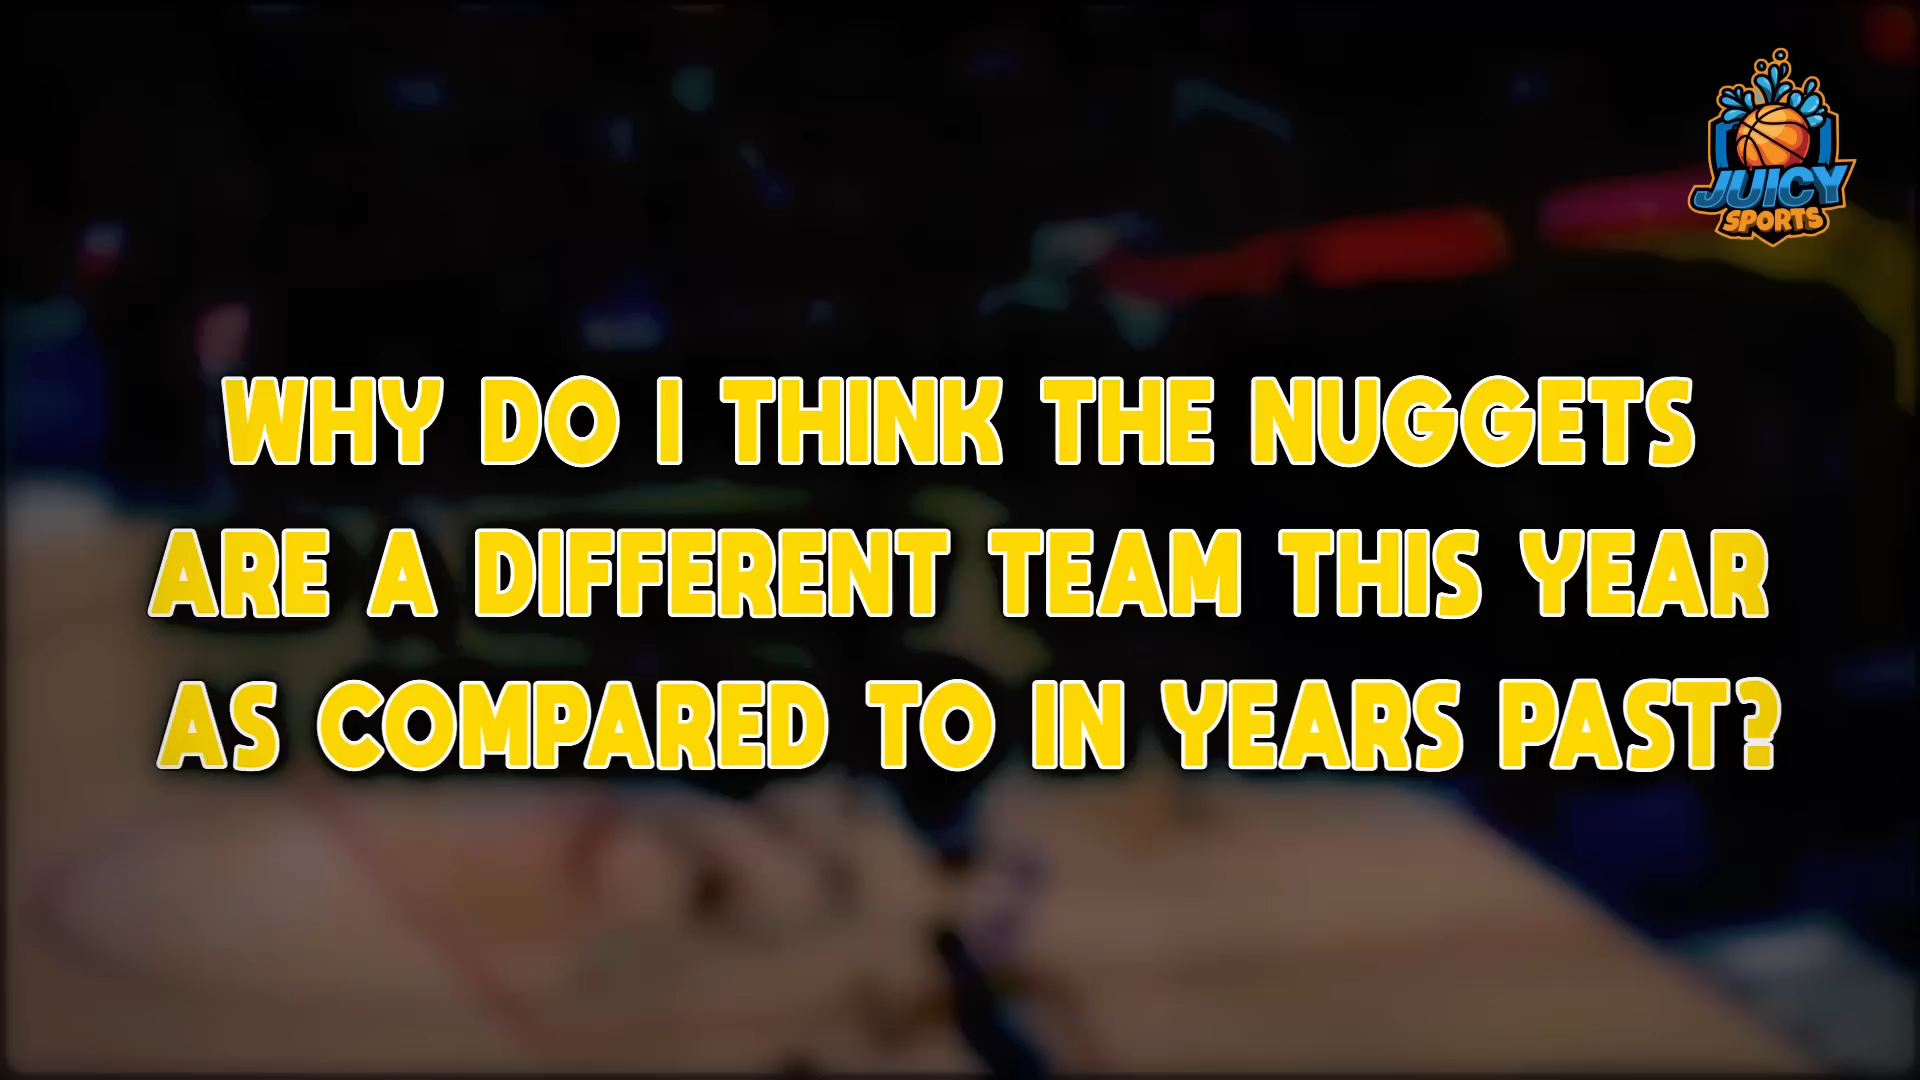 JUICY
SPORTS
WHY DO I THINK THE NUGGETS
ARE A DIFFERENT TEAM THIS YEAR
AS COMPARED TO IN YEARS PAST?